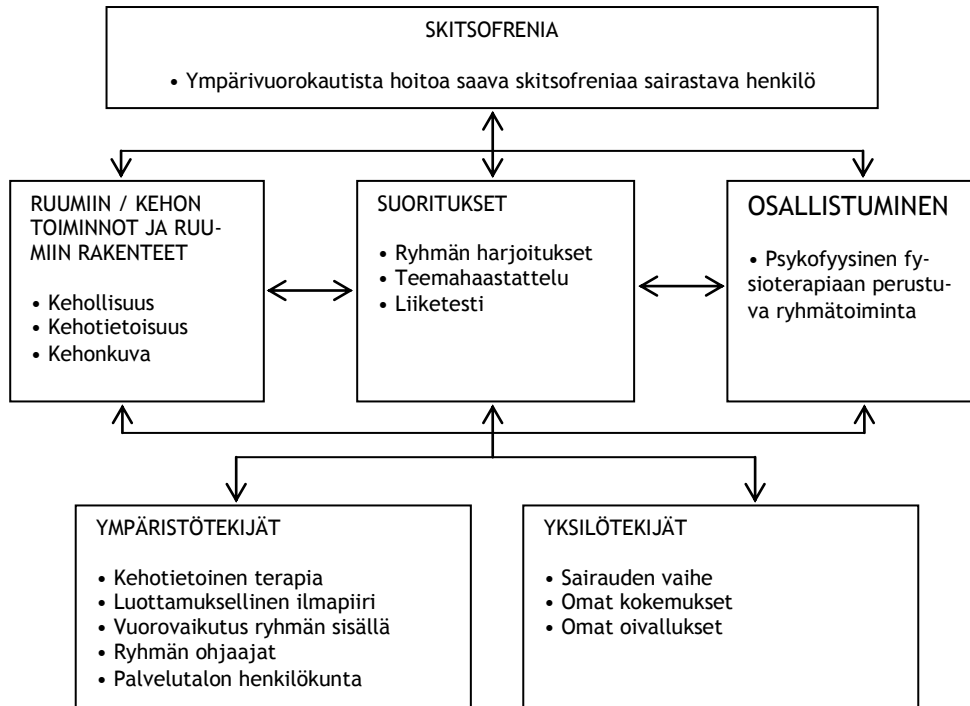 SKITSOFRENIA
• Ympärivuorokautista hoitoa saava skitsofreniaa sairastava henkilö
RUUMIIN / KEHON
TOIMINNOT JA RUU-
MIIN RAKENTEET
• Kehollisuus
• Kehotietoisuus
• Kehonkuva
SUORITUKSET
• Ryhmän harjoitukset
• Teemahaastattelu
• Liiketesti
OSALLISTUMINEN
• Psykofyysinen fy-
sioterapiaan perustu-
va ryhmätoiminta
YMPÄRISTÖTEKIJÄT
• Kehotietoinen terapia
• Luottamuksellinen ilmapiiri
• Vuorovaikutus ryhmän sisällä
• Ryhmän ohjaajat
• Palvelutalon henkilökunta
YKSILÖTEKIJÄT
• Sairauden vaihe
• Omat kokemukset
• Omat oivallukset